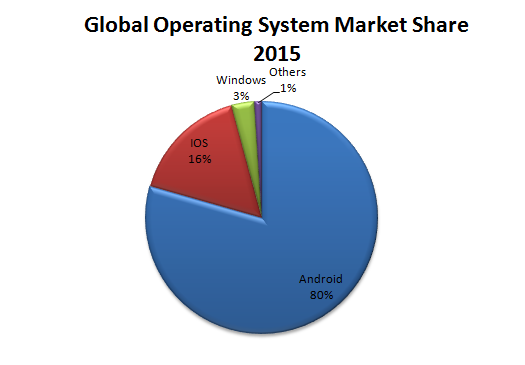 Global Operating System Market Share
2015
Others
1%
Windows
3%
IOS
16%
Android
80%